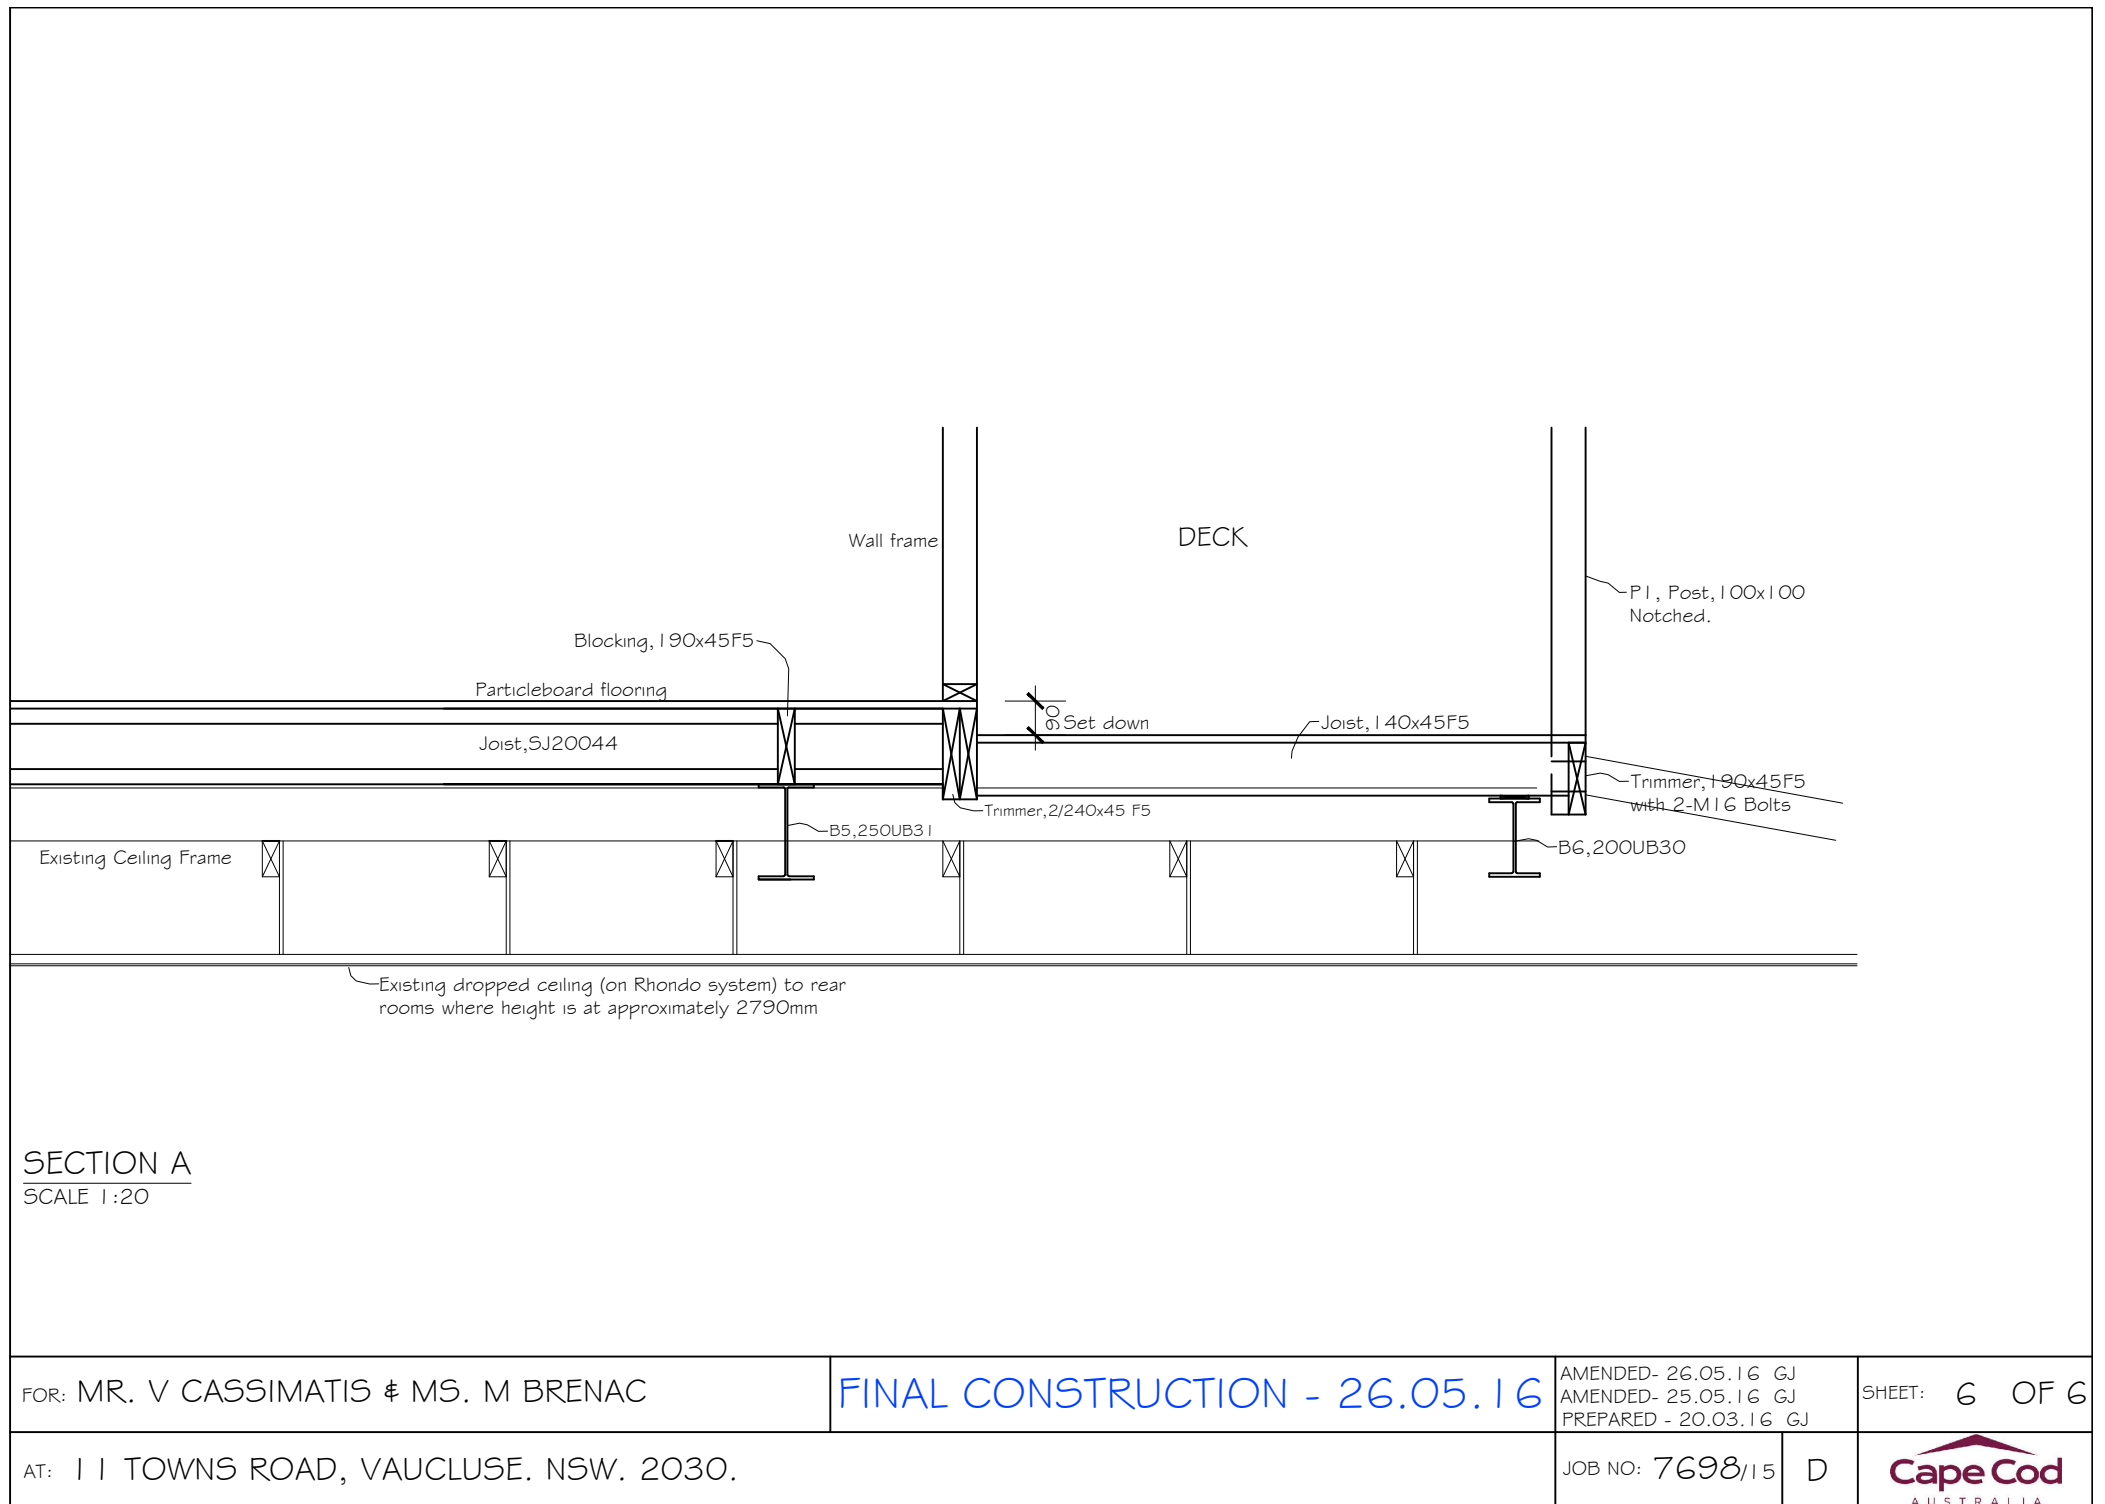 Wall frame
DECK
P1, Post, 100x100
Notched.
Blocking, 190x45F5
Particleboard flooring
90
Set down
Joist, 140x45F5
Joist,SJ20044
Trimmer, 190x45F5
with 2-M16 Bolts
Trimmer,2/240x45 F5
B5,250UB31
B6,200UB30
Existing Ceiling Frame
Existing dropped ceiling (on Rhondo system) to rear
rooms where height is at approximately 2790mm
SECTION A
SCALE 1:20
FOR: MR. V CASSIMATIS & MS. M BRENAC
FINAL CONSTRUCTION - 26.05.16
AMENDED- 26.05.16 GJ
AMENDED- 25.05.16 GJ
PREPARED - 20.03.16 GJ
SHEET: 6 OF 6
AT: 11 TOWNS ROAD, VAUCLUSE. NSW. 2030.
JOB NO: 7698/15
D
Cape Cod
AUSTRALIA